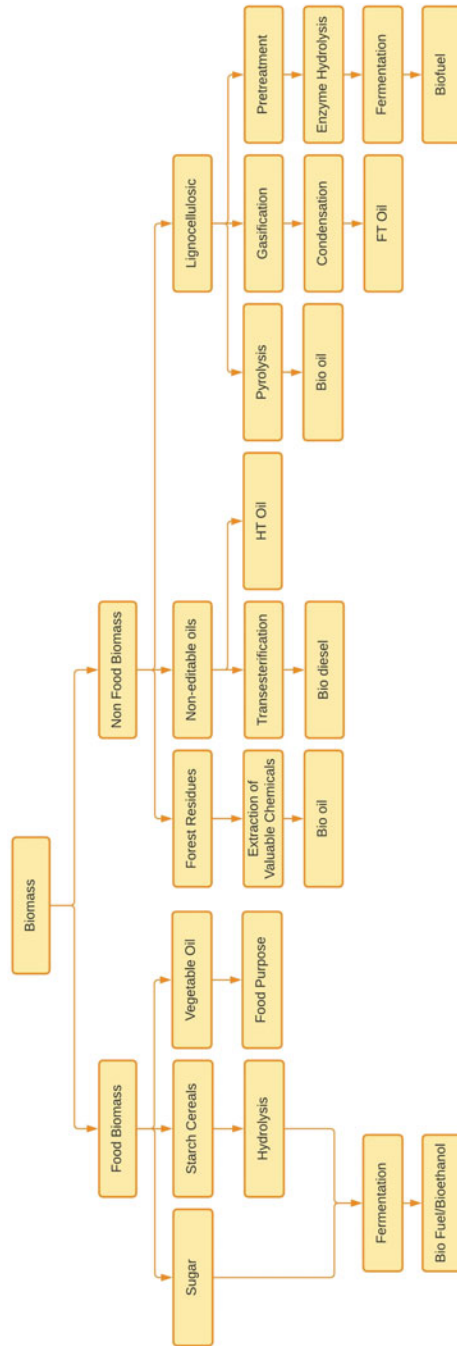 Biomass
Food Biomass
Non Food Biomass
Sugar
Starch Cereals
Vegetable Oil
Forest Residues
Non-editable oils
Lignocellulosic
Hydrolysis
Food Purpose
Extraction of
Valuable Chemicals
Transesterification
HT Oil
Pyrolysis
Gasification
Pretreatment
Bio oil
Bio diesel
Bio oil
Condensation
Enzyme Hydrolysis
Fermentation
FT Oil
Fermentation
Bio Fuel/Bioethanol
Biofuel